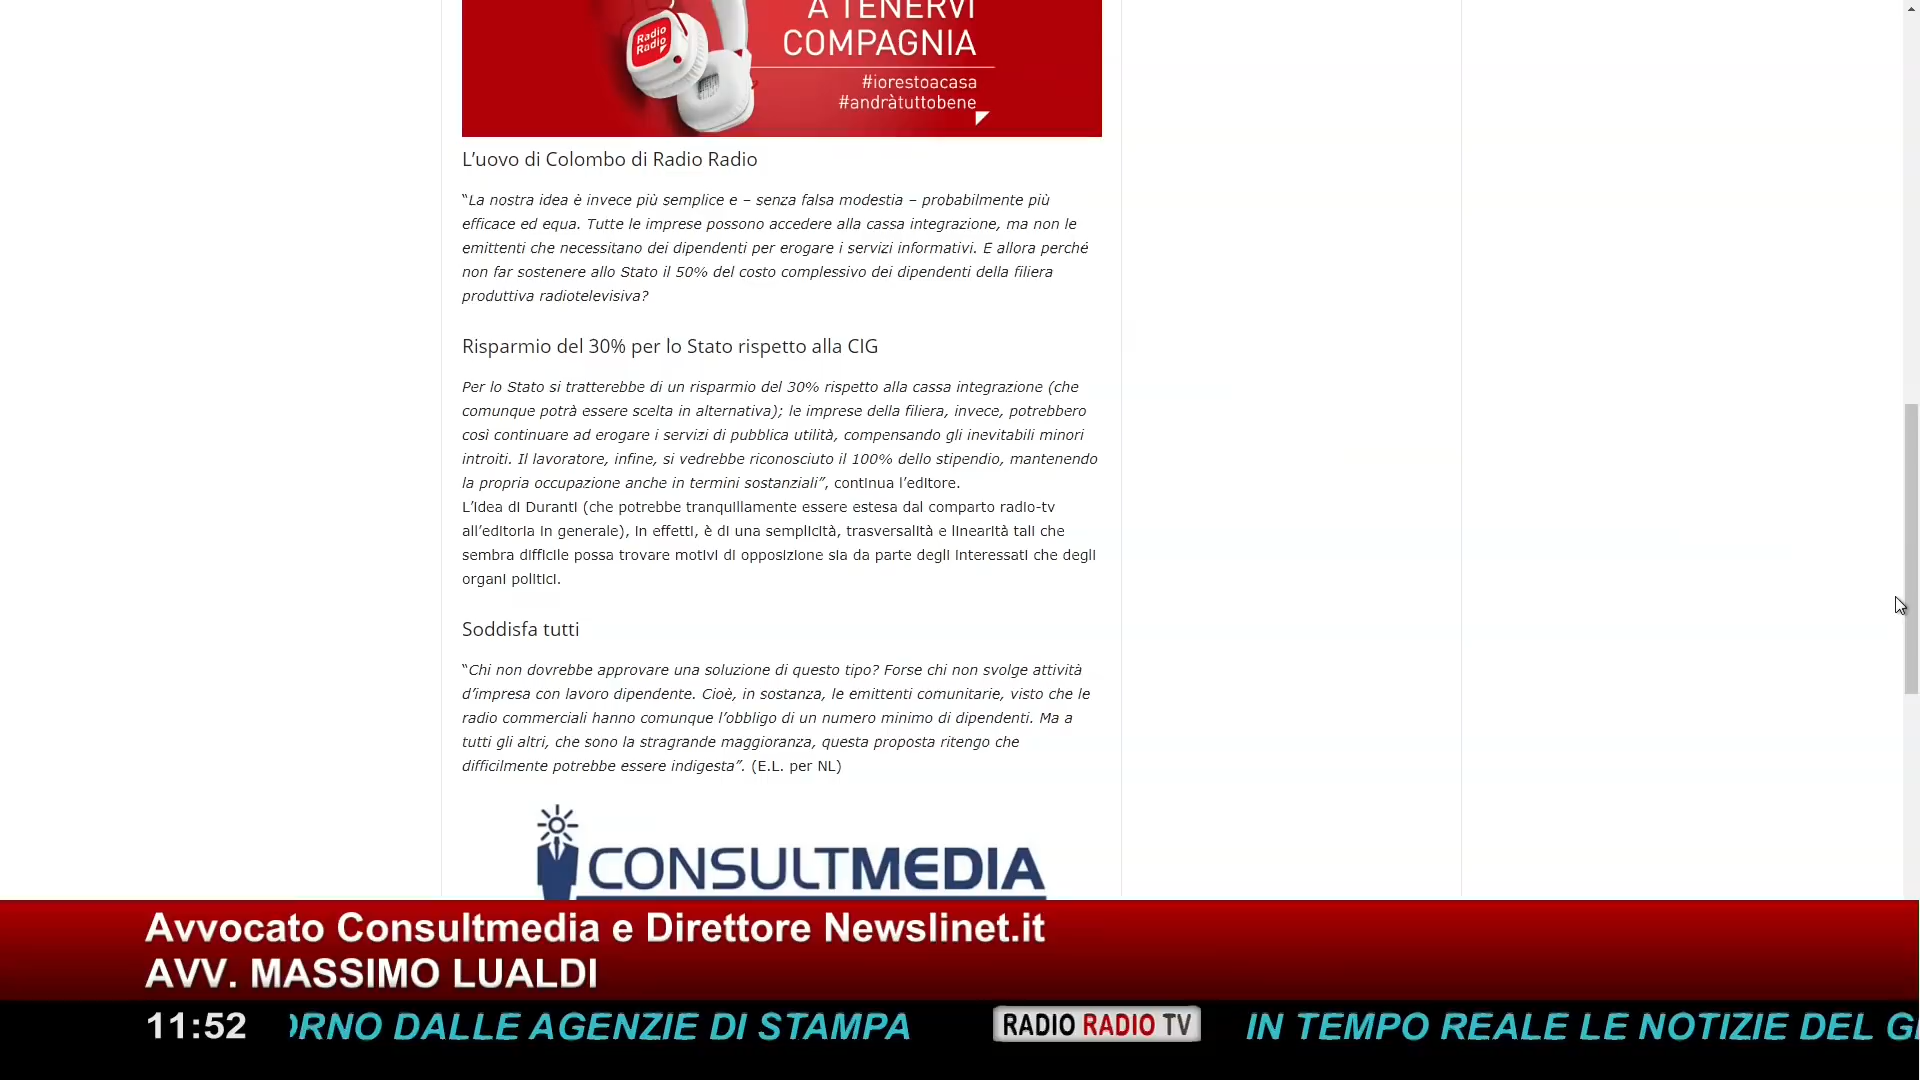 A TENERVI
COMPAGNIA
#iorestoacasa
#andràtuttobene
Radio
Radio
L’uovo di Colombo di Radio Radio
“La nostra idea è invece più semplice e – senza falsa modestia – probabilmente più
efficace ed equa. Tutte le imprese possono accedere alla cassa integrazione, ma non le
emittenti che necessitano dei dipendenti per erogare i servizi informativi. E allora perché
non far sostenere allo Stato il 50% del costo complessivo dei dipendenti della filiera
produttiva radiotelevisiva?
Risparmio del 30% per lo Stato rispetto alla CIG
Per lo Stato si tratterebbe di un risparmio del 30% rispetto alla cassa integrazione (che
comunque potrà essere scelta in alternativa); le imprese della filiera, invece, potrebbero
così continuare ad erogare i servizi di pubblica utilità, compensando gli inevitabili minori
introiti. Il lavoratore, infine, si vedrebbe riconosciuto il 100% dello stipendio, mantenendo
la propria occupazione anche in termini sostanziali”, continua l’editore.
L’idea di Duranti (che potrebbe tranquillamente essere estesa dal comparto radio-tv
all’editoria in generale), in effetti, è di una semplicità, trasversalità e linearità tali che
sembra difficile possa trovare motivi di opposizione sia da parte degli interessati che degli
organi politici.
Soddisfa tutti
“Chi non dovrebbe approvare una soluzione di questo tipo? Forse chi non svolge attività
d’impresa con lavoro dipendente. Cioè, in sostanza, le emittenti comunitarie, visto che le
radio commerciali hanno comunque l’obbligo di un numero minimo di dipendenti. Ma a
tutti gli altri, che sono la stragrande maggioranza, questa proposta ritengo che
difficilmente potrebbe essere indigesta”. (E.L. per NL)
CONSULTMEDIA
Avvocato Consultmedia e Direttore Newslinet.it
AVV. MASSIMO LUALDI
11:52 ORNO DALLE AGENZIE DI STAMPA RADIO RADIO TV IN TEMPO REALE LE NOTIZIE DEL G